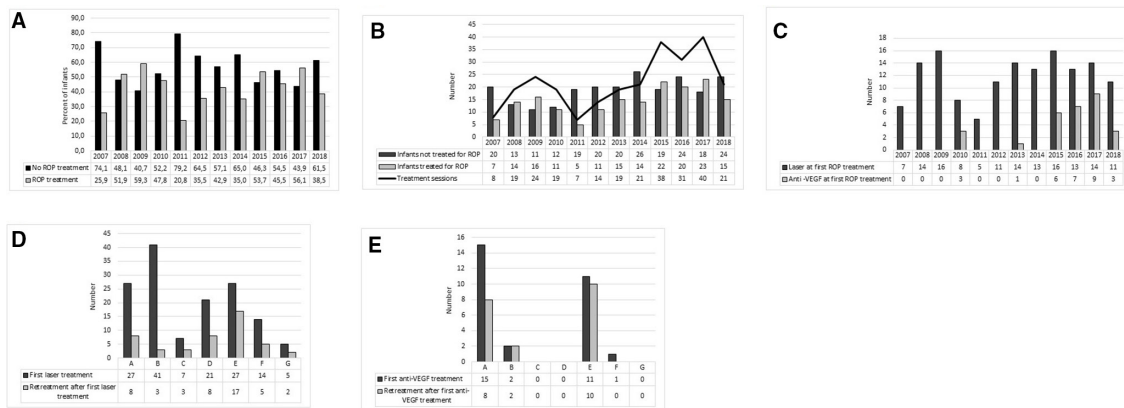 A
90,0
80,0
70,0
60,0
50,0
40,0
30,0
20,0
10,0
0,0
Percent of infants
2007 2008 2009 2010 2011 2012 2013 2014 2015 2016 2017 2018
No ROP treatment 74,1 48,1 40,7 52,2 79,2 64,5 57,1 65,0 46,3 54,5 43,9 61,5
ROP treatment 25,9 51,9 59,3 47,8 20,8 35,5 42,9 35,0 53,7 45,5 56,1 38,5
B
45
40
35
30
25
20
15
10
5
0
Number
2007 2008 2009 2010 2011 2012 2013 2014 2015 2016 2017 2018
Infants not treated for ROP 20 13 11 12 19 20 20 26 19 24 18 24
Infants treated for ROP 7 14 16 11 5 11 15 14 22 20 23 15
Treatment sessions 8 19 24 19 7 14 19 21 38 31 40 21
C
18
16
14
12
10
8
6
4
2
0
Number
2007 2008 2009 2010 2011 2012 2013 2014 2015 2016 2017 2018
Laser at first ROP treatment 7 14 16 8 5 11 14 13 16 13 14 11
Anti -VEGF at first ROP treatment 0 0 0 3 0 0 1 0 6 7 9 3
D
45
40
35
30
25
20
15
10
5
0
Number
A B C D E F G
First laser treatment 27 41 7 21 27 14 5
Retreatment after first laser
treatment 8 3 3 8 17 5 2
E
16
14
12
10
8
6
4
2
0
Number
A B C D E F G
First anti-VEGF treatment 15 2 0 0 11 1 0
Retreatment after first anti-
VEGF treatment 8 2 0 0 10 0 0